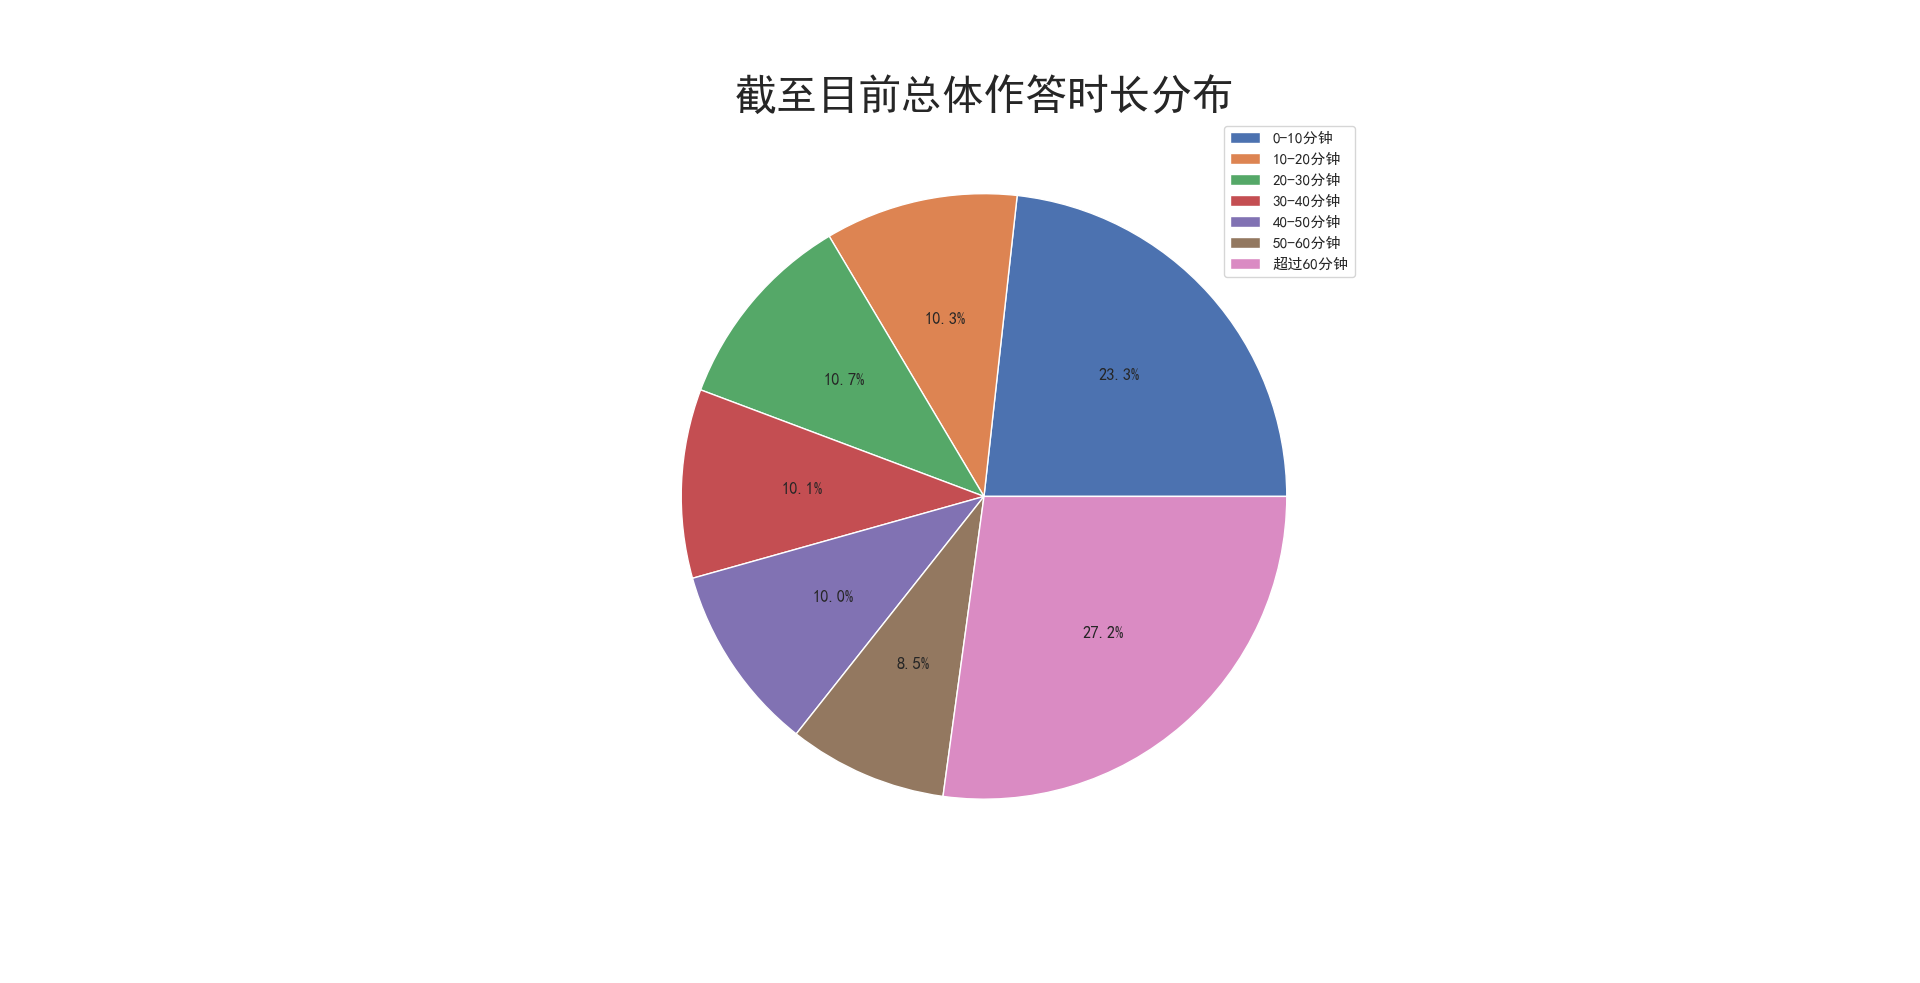 截至目前总体作答时长分布
0-10分钟
10-20分钟
20-30分钟
30-40分钟
40-50分钟
50-60分钟
超过60分钟
10.3%
23.3%
10.7%
10.1%
10.0%
8.5%
27.2%